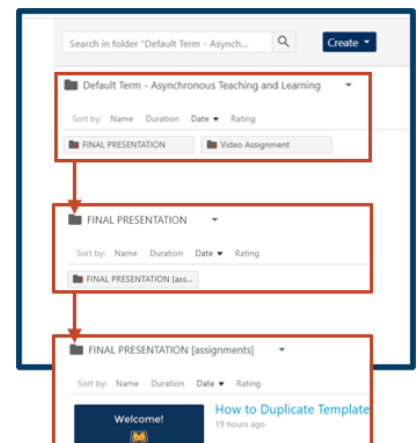 Search in folder "Default Term - Asynch...
Create
Default Term - Asynchronous Teaching and Learning
Sort by: Name Duration Date Rating
FINAL PRESENTATION Video Assignment
FINAL PRESENTATION
Sort by: Name Duration Date Rating
FINAL PRESENTATION [ass...
FINAL PRESENTATION [assignments]
Sort by: Name Duration Date Rating
How to Duplicate Template
Welcome!
19 hours ago